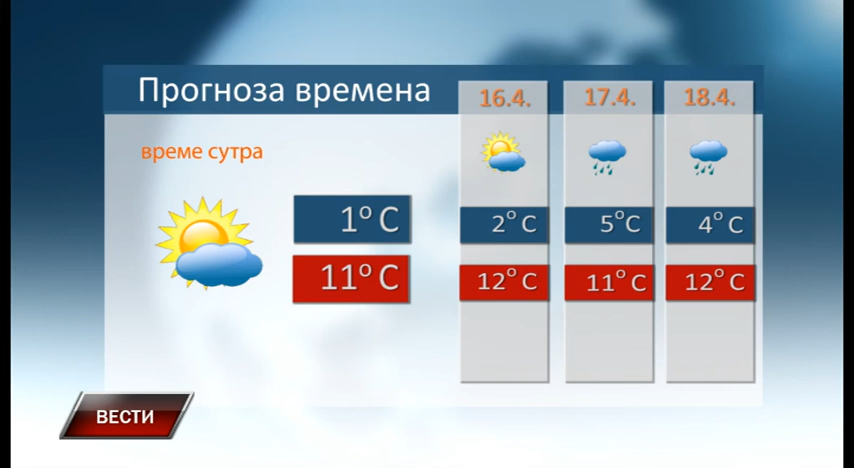 Прогноза времена
време сутра
1° C
11° C
16.4.
2° C
12° C
17.4.
5°C
11° C
18.4.
4° C
12° C
ВЕСТИ